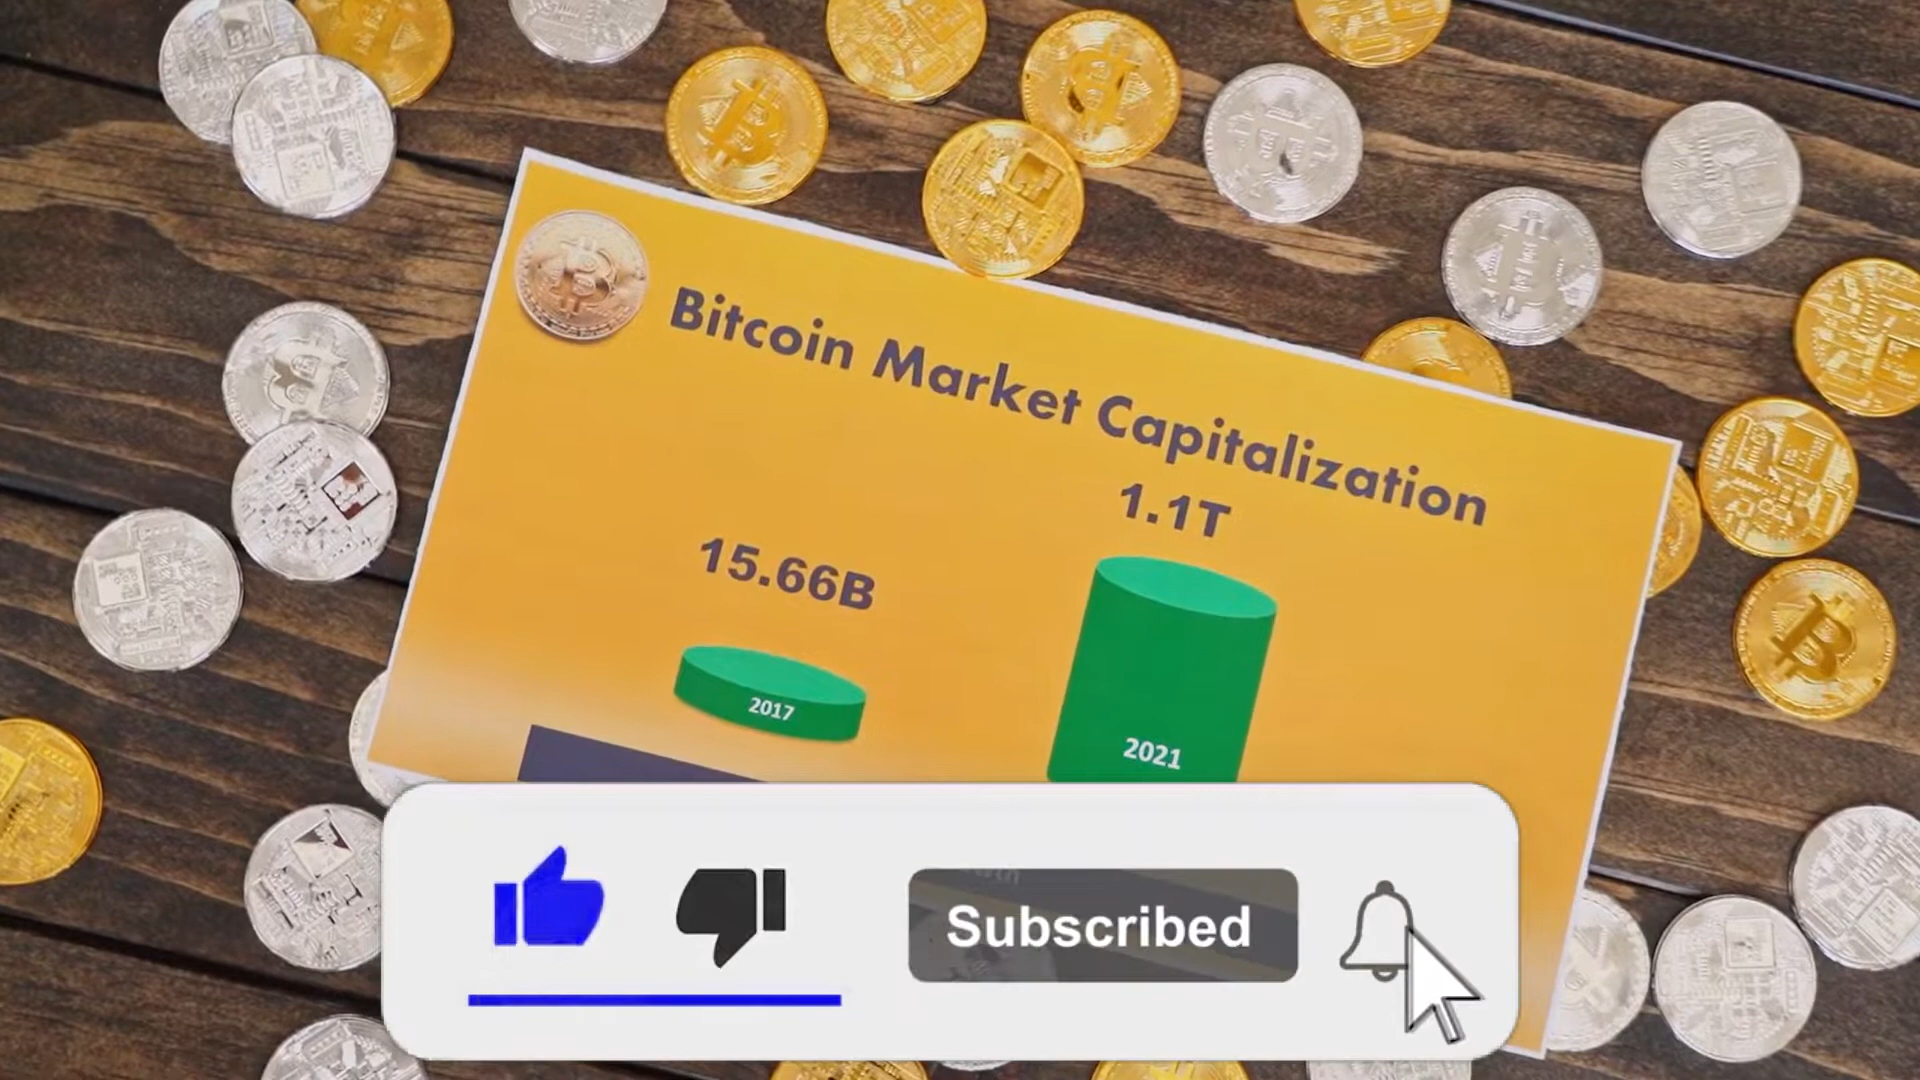 Bitcoin Market Capitalization
1.1T
15.66B
2017
2021
Subscribed